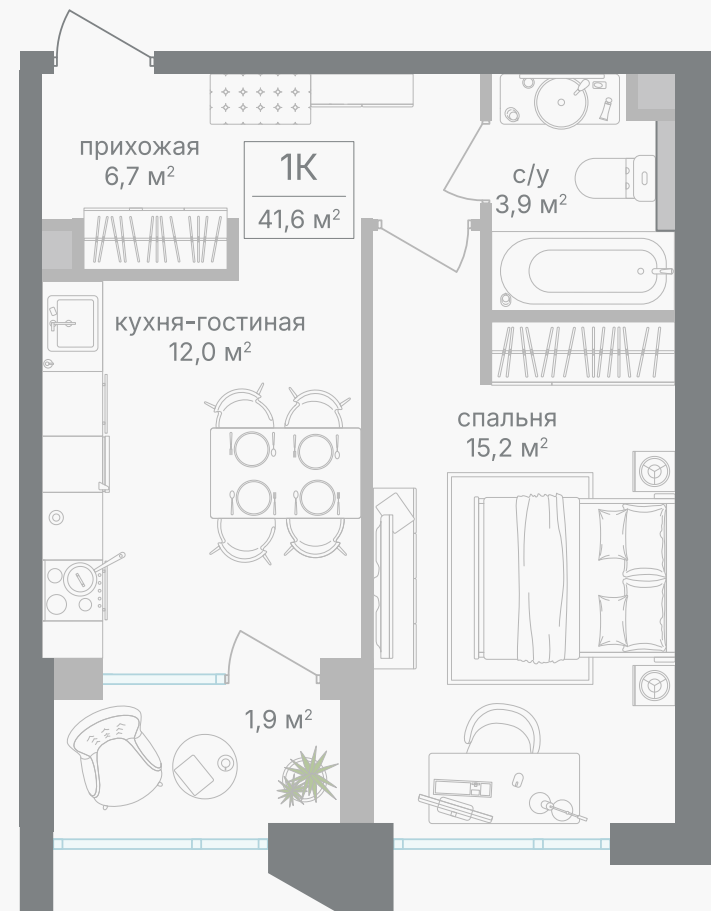 прихожая
6,7 м²
1К
41,6 м²
с/у
3,9 м²
кухня-гостиная
12,0 м²
спальня
15,2 м²
1,9 м²